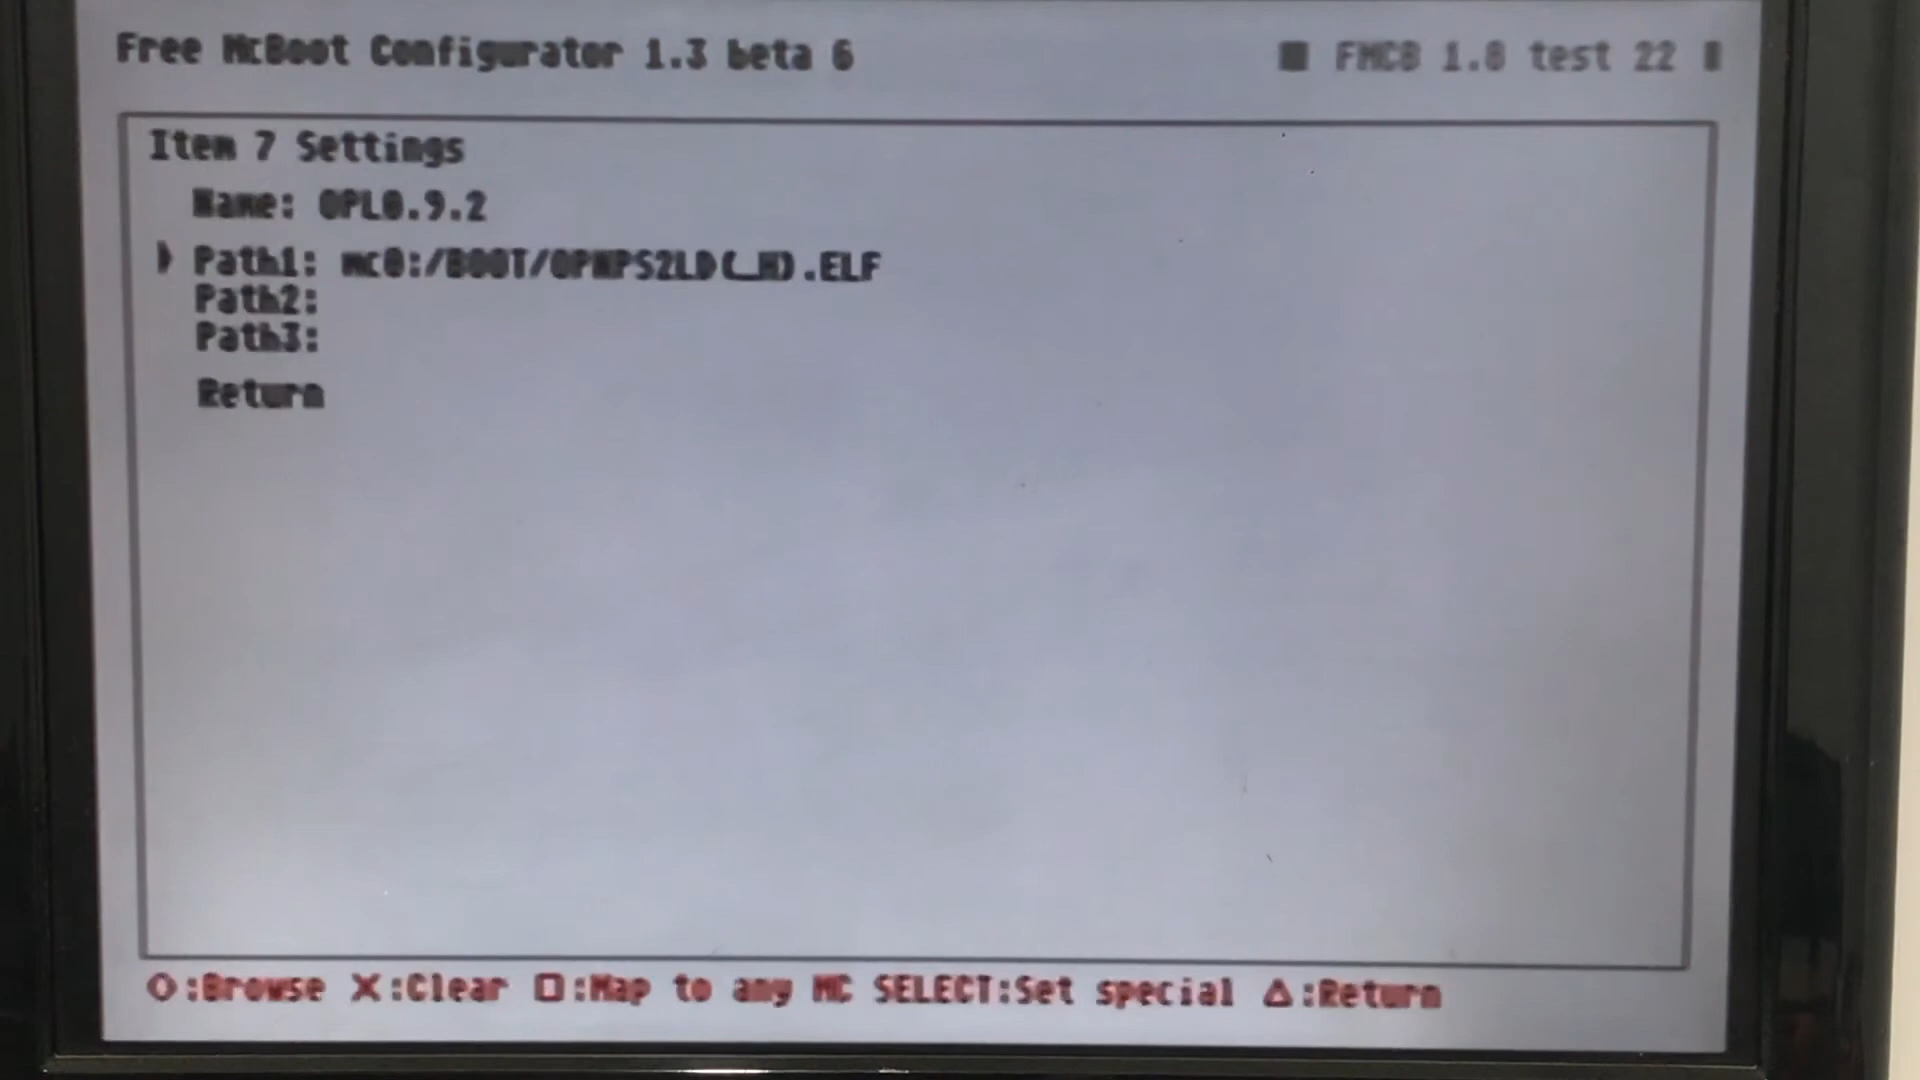 Free McBoot Configurator 1.3 beta 6
FMCB 1.8 test 22
Item 7 Settings
Name: OPL0.9.2
Path1: mc0:/BOOT/OPNPS2LD(_H).ELF
Path2:
Path3:
Return
O:Browse X:Clear □:Map to any MC SELECT:Set special △:Return